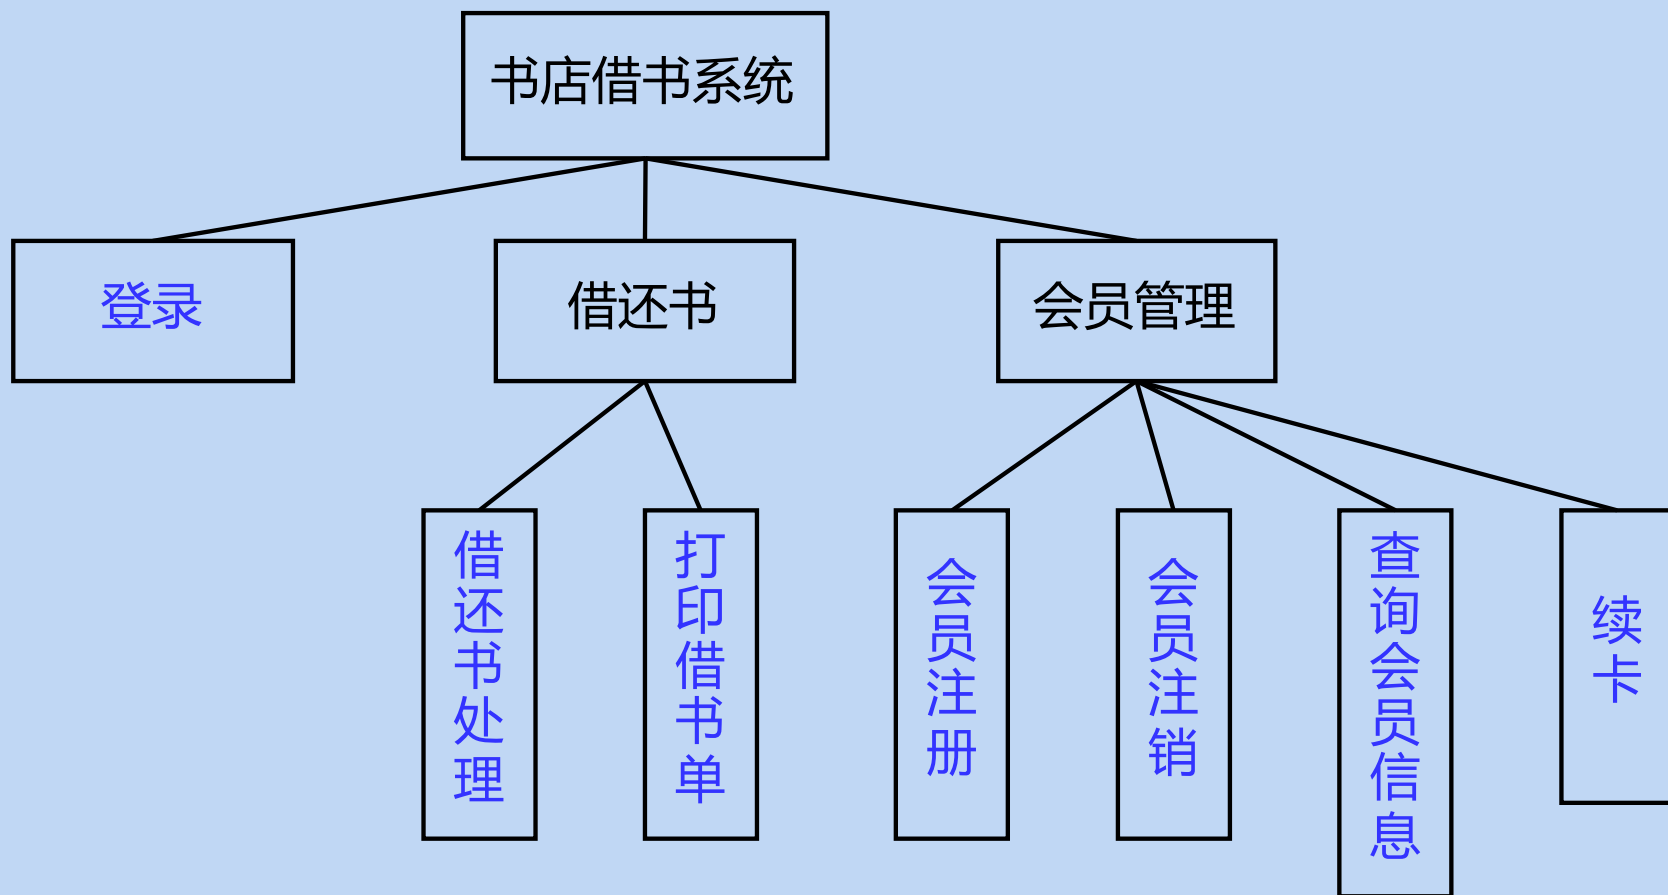 书店借书系统
登录
借还书
会员管理
借还书处理
打印借书单
会员注册
会员注销
查询会员信息
续卡